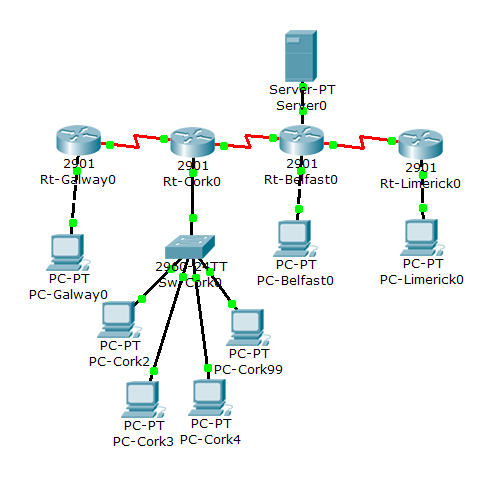 Server-PT
Server0
2901
Rt-Galway0
2901
Rt-Cork0
2901
Rt-Belfast0
2901
Rt-Limerick0
PC-PT
PC-Galway0
2960-24TT
Sw-Cork0
PC-PT
PC-Belfast0
PC-PT
PC-Limerick0
PC-PT
PC-Cork2
PC-PT
PC-Cork99
PC-PT
PC-Cork3
PC-PT
PC-Cork4